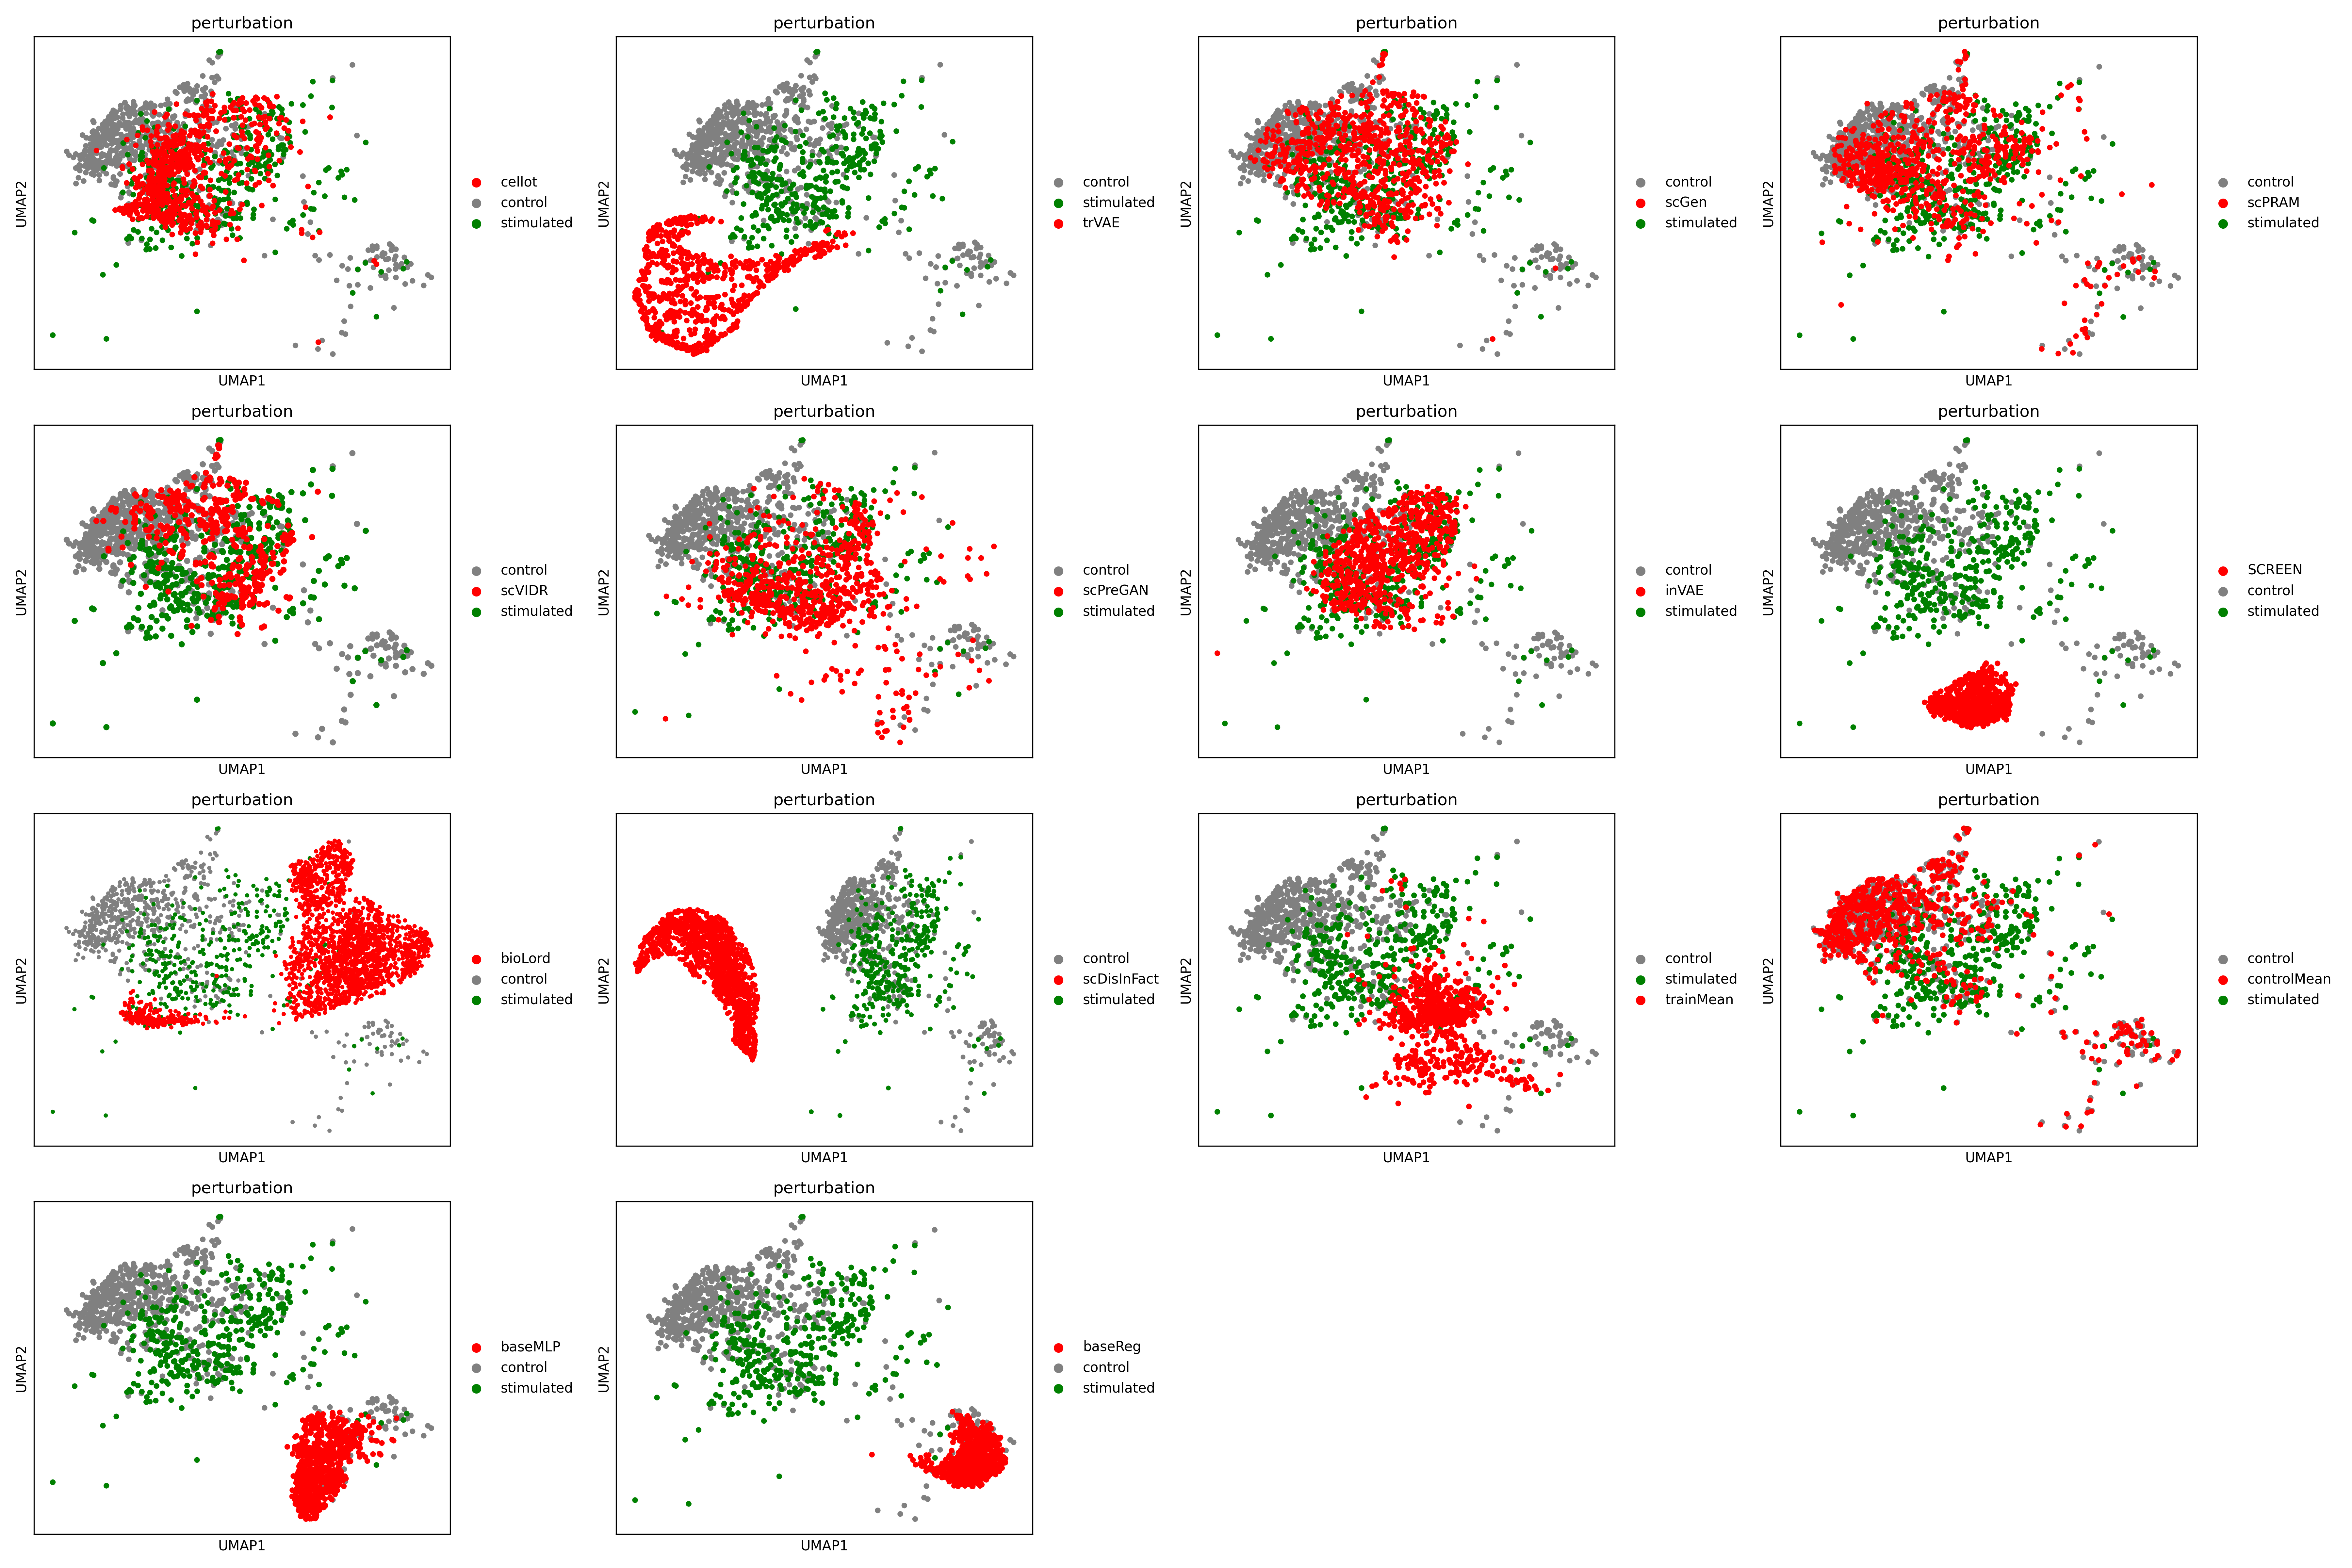 perturbation
UMAP2
UMAP1
cellot
control
stimulated
perturbation
UMAP2
UMAP1
control
stimulated
trVAE
perturbation
UMAP2
UMAP1
control
scGen
stimulated
perturbation
UMAP2
UMAP1
control
scPRAM
stimulated
perturbation
UMAP2
UMAP1
control
scVIDR
stimulated
perturbation
UMAP2
UMAP1
control
scPreGAN
stimulated
perturbation
UMAP2
UMAP1
control
inVAE
stimulated
perturbation
UMAP2
UMAP1
SCREEN
control
stimulated
perturbation
UMAP2
UMAP1
bioLord
control
stimulated
perturbation
UMAP2
UMAP1
control
scDisInFact
stimulated
perturbation
UMAP2
UMAP1
control
stimulated
trainMean
perturbation
UMAP2
UMAP1
control
controlMean
stimulated
perturbation
UMAP2
UMAP1
baseMLP
control
stimulated
perturbation
UMAP2
UMAP1
baseReg
control
stimulated